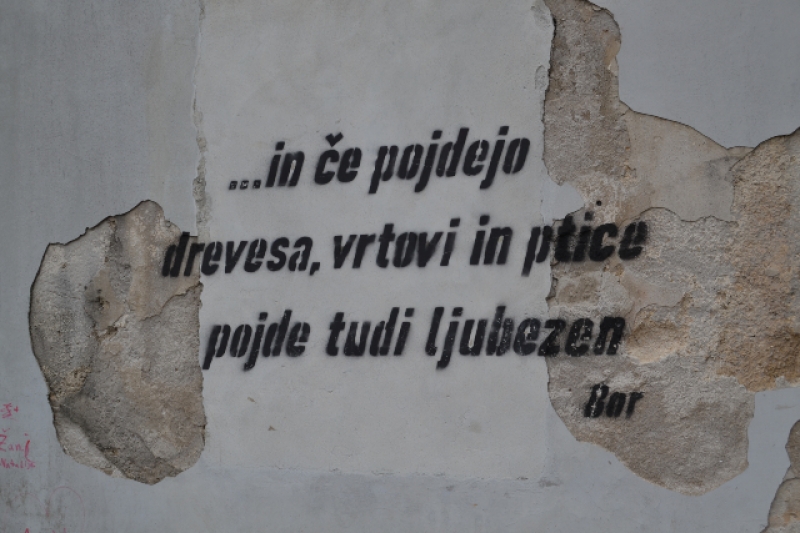 ...in če pojdejo
drevesa, vrtovi in ptice
pojde tudi ljubezen
Bor